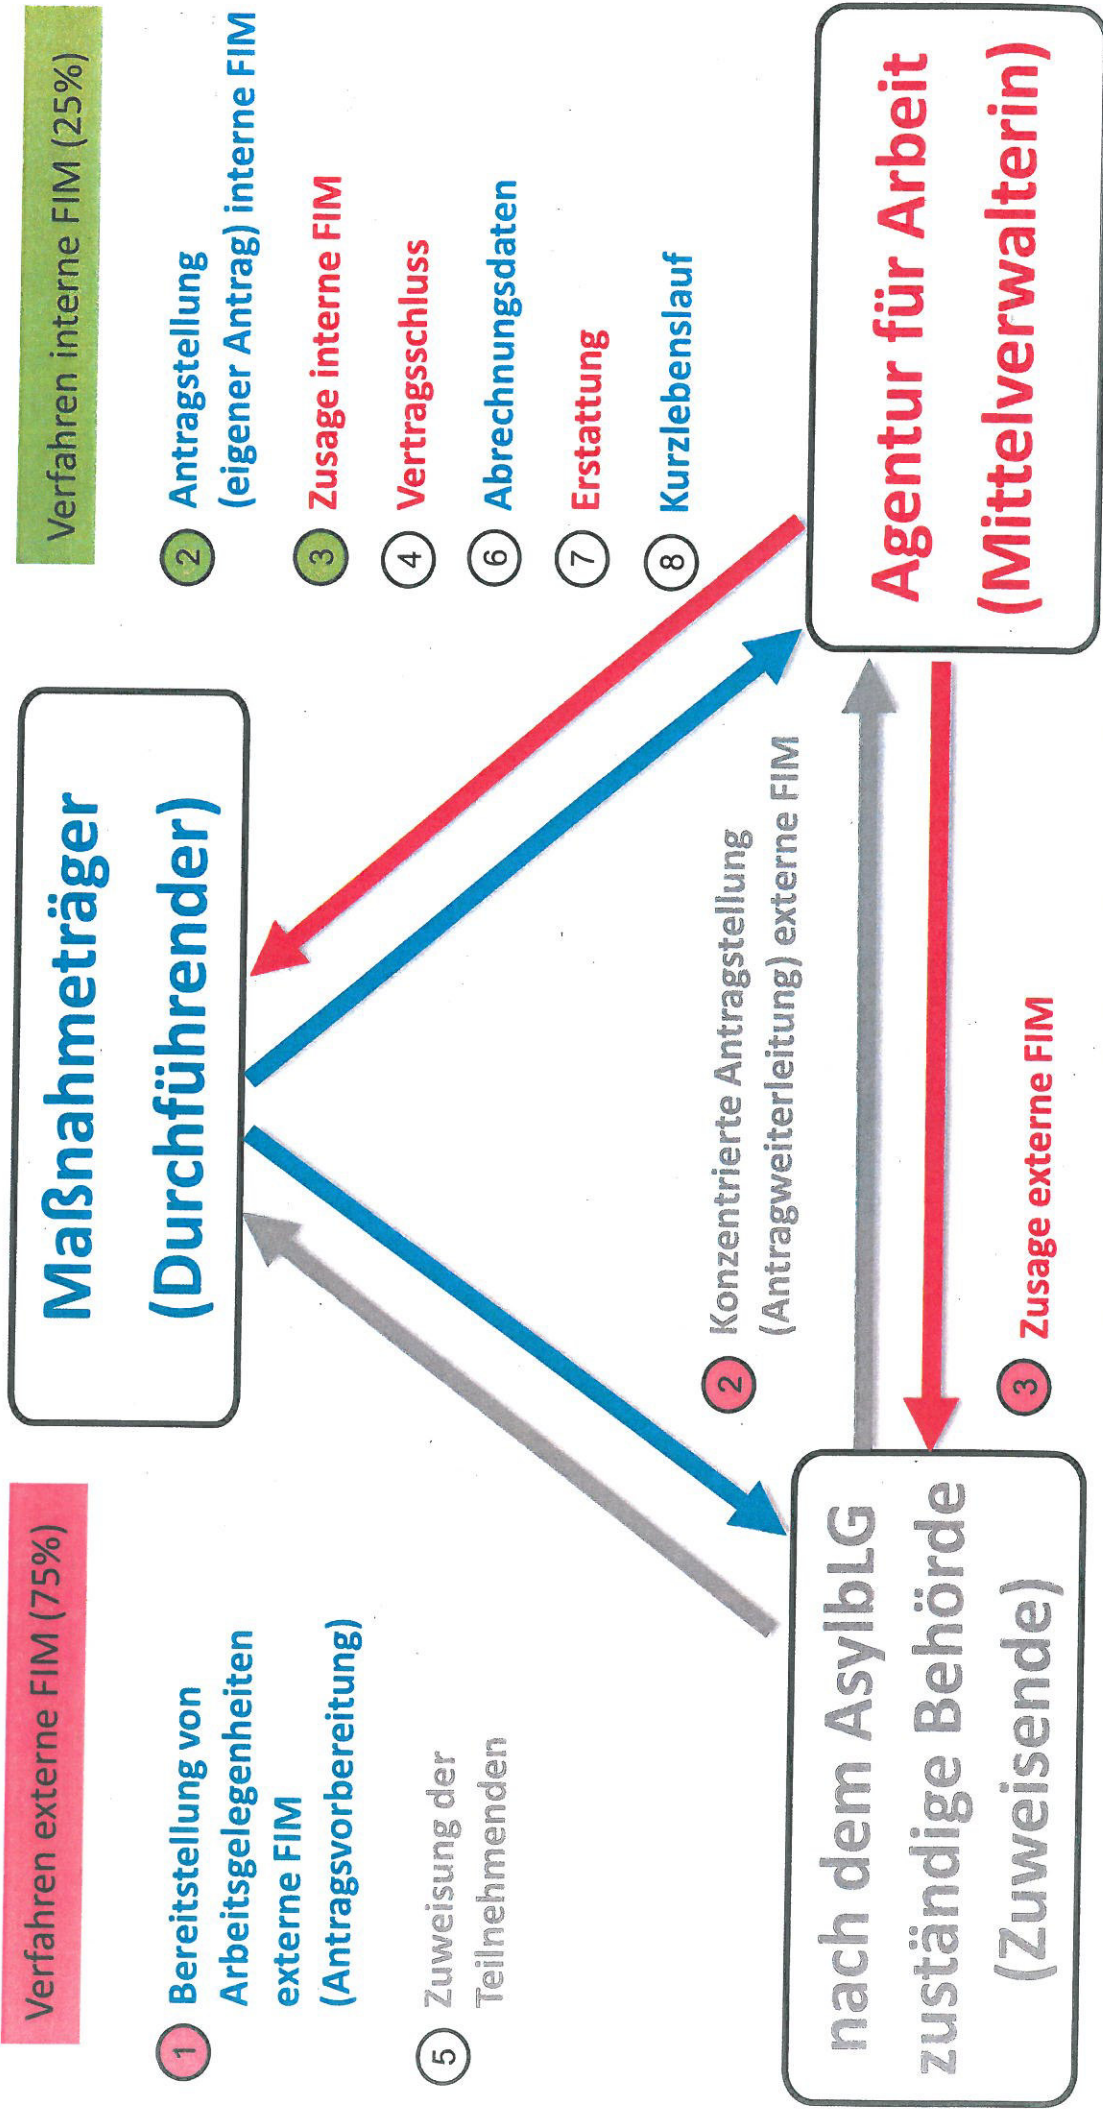 Verfahren externe FIM (75%)
Maßnahmeträger
(Durchführender)
Verfahren interne FIM (25%)
1 Bereitstellung von
Arbeitsgelegenheiten
externe FIM
(Antragsvorbereitung)
5 Zuweisung der
Teilnehmenden
2 Antragstellung
(eigener Antrag) interne FIM
3 Zusage interne FIM
4 Vertragsschluss
6 Abrechnungsdaten
7 Erstattung
8 Kurzlebenslauf
2 Konzentrierte Antragstellung
(Antragweiterleitung) externe FIM
nach dem AsylbLG
zuständige Behörde
(Zuweisende)
3 Zusage externe FIM
Agentur für Arbeit
(Mittelverwalterin)